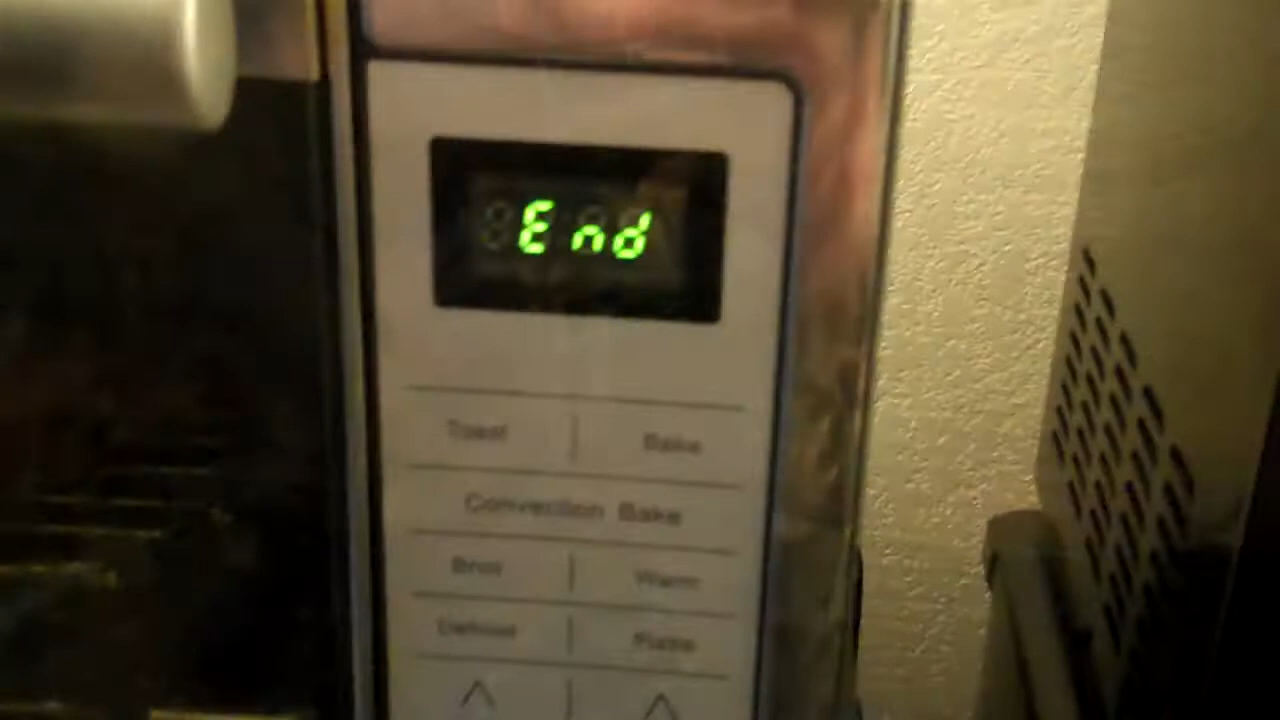 End
Toast Bake
Convection Bake
Broil Warm
Defrost Pizza